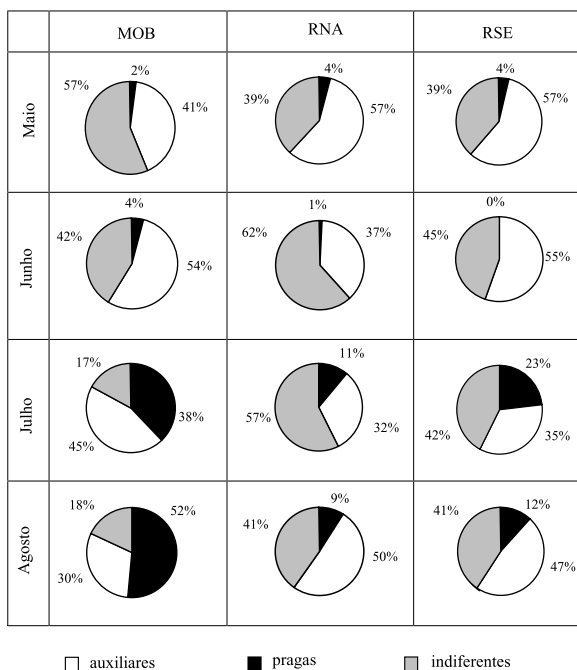 MOB RNA RSE
Maio
57% 2% 41%
39% 4% 57%
39% 4% 57%
Junho
42% 4% 54%
62% 1% 37%
45% 0% 55%
Julho
17% 38% 45%
57% 11% 32%
42% 23% 35%
Agosto
18% 52% 30%
41% 9% 50%
41% 12% 47%
auxiliares pragas indiferentes